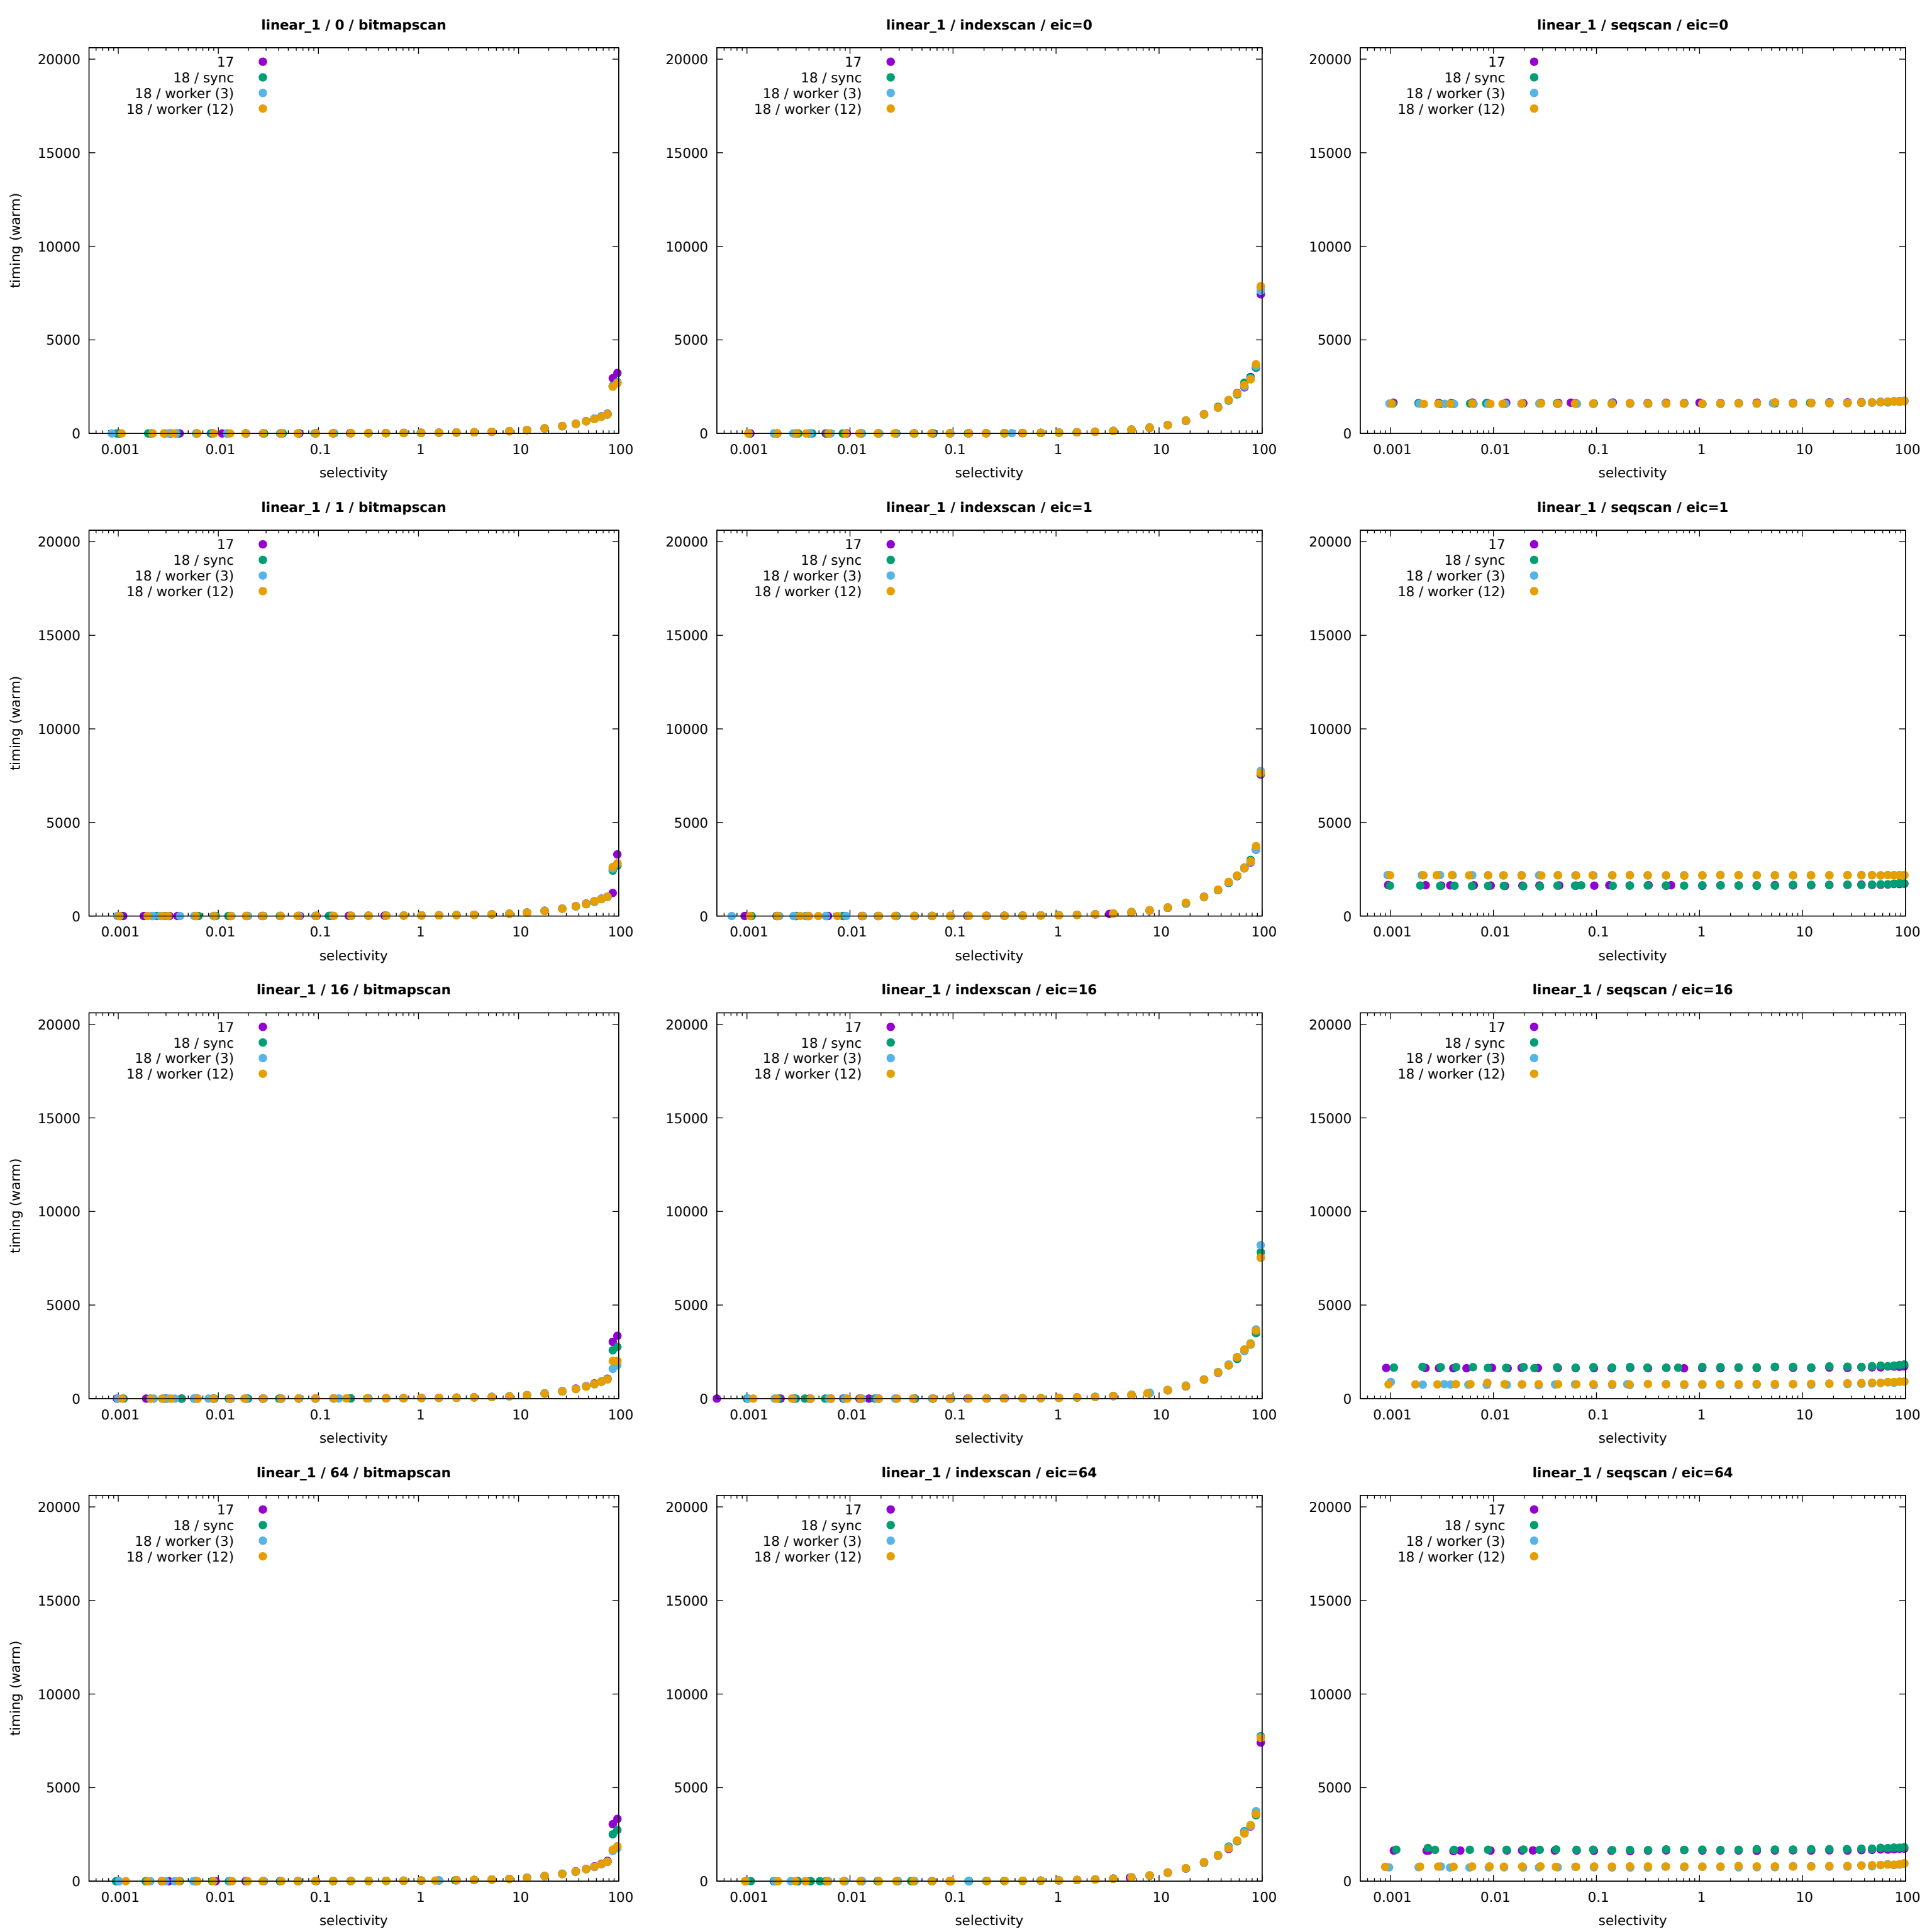 linear_1 / 0 / bitmapscan
timing (warm)
20000
15000
10000
5000
0
17
18 / sync
18 / worker (3)
18 / worker (12)
0.001
0.01
0.1
1
10
100
selectivity
linear_1 / indexscan / eic=0
20000
15000
10000
5000
0
17
18 / sync
18 / worker (3)
18 / worker (12)
0.001
0.01
0.1
1
10
100
selectivity
linear_1 / seqscan / eic=0
20000
15000
10000
5000
0
17
18 / sync
18 / worker (3)
18 / worker (12)
0.001
0.01
0.1
1
10
100
selectivity
linear_1 / 1 / bitmapscan
timing (warm)
20000
15000
10000
5000
0
17
18 / sync
18 / worker (3)
18 / worker (12)
0.001
0.01
0.1
1
10
100
selectivity
linear_1 / indexscan / eic=1
20000
15000
10000
5000
0
17
18 / sync
18 / worker (3)
18 / worker (12)
0.001
0.01
0.1
1
10
100
selectivity
linear_1 / seqscan / eic=1
20000
15000
10000
5000
0
17
18 / sync
18 / worker (3)
18 / worker (12)
0.001
0.01
0.1
1
10
100
selectivity
linear_1 / 16 / bitmapscan
timing (warm)
20000
15000
10000
5000
0
17
18 / sync
18 / worker (3)
18 / worker (12)
0.001
0.01
0.1
1
10
100
selectivity
linear_1 / indexscan / eic=16
20000
15000
10000
5000
0
17
18 / sync
18 / worker (3)
18 / worker (12)
0.001
0.01
0.1
1
10
100
selectivity
linear_1 / seqscan / eic=16
20000
15000
10000
5000
0
17
18 / sync
18 / worker (3)
18 / worker (12)
0.001
0.01
0.1
1
10
100
selectivity
linear_1 / 64 / bitmapscan
timing (warm)
20000
15000
10000
5000
0
17
18 / sync
18 / worker (3)
18 / worker (12)
0.001
0.01
0.1
1
10
100
selectivity
linear_1 / indexscan / eic=64
20000
15000
10000
5000
0
17
18 / sync
18 / worker (3)
18 / worker (12)
0.001
0.01
0.1
1
10
100
selectivity
linear_1 / seqscan / eic=64
20000
15000
10000
5000
0
17
18 / sync
18 / worker (3)
18 / worker (12)
0.001
0.01
0.1
1
10
100
selectivity